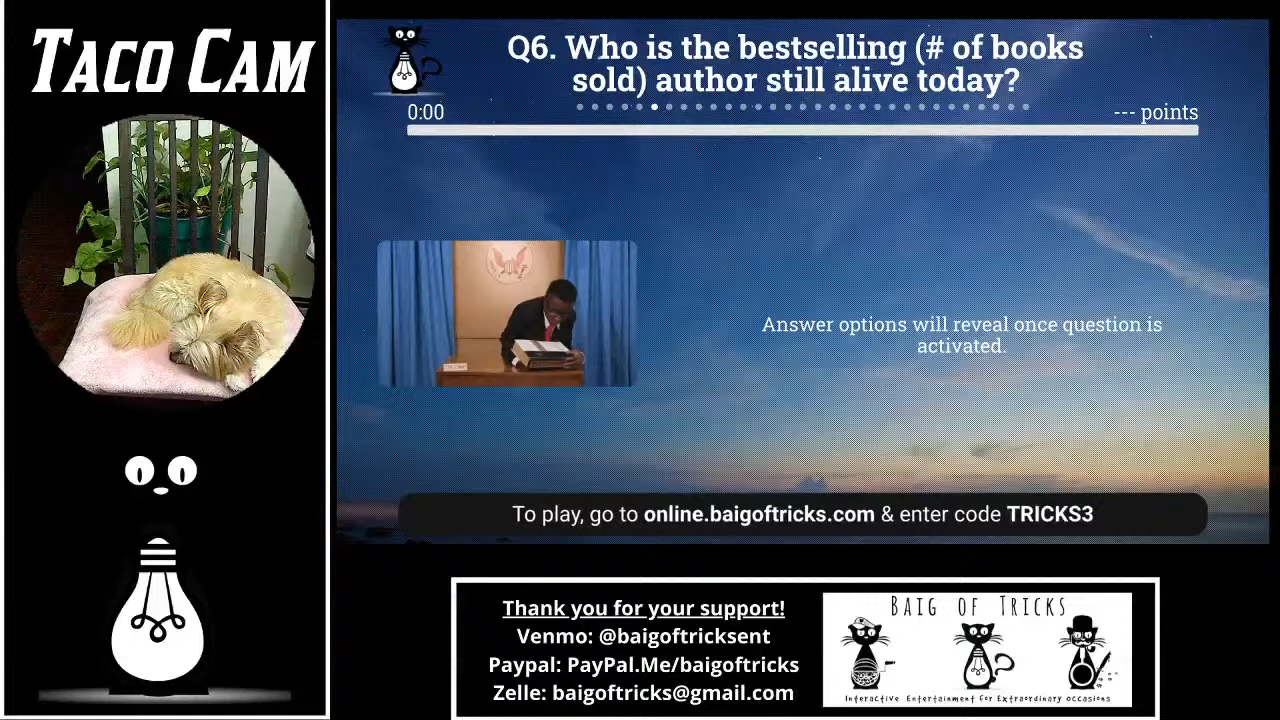 TACO CAM
Q6. Who is the bestselling (# of books
sold) author still alive today?
0:00
--- points
Answer options will reveal once question is
activated.
To play, go to online.baigoftricks.com & enter code TRICKS3
Thank you for your support!
Venmo: @baigoftricksent
Paypal: PayPal.Me/baigoftricks
Zelle: baigoftricks@gmail.com
BAIG OF TRICKS
Interactive Entertainment for Extraordinary occasions